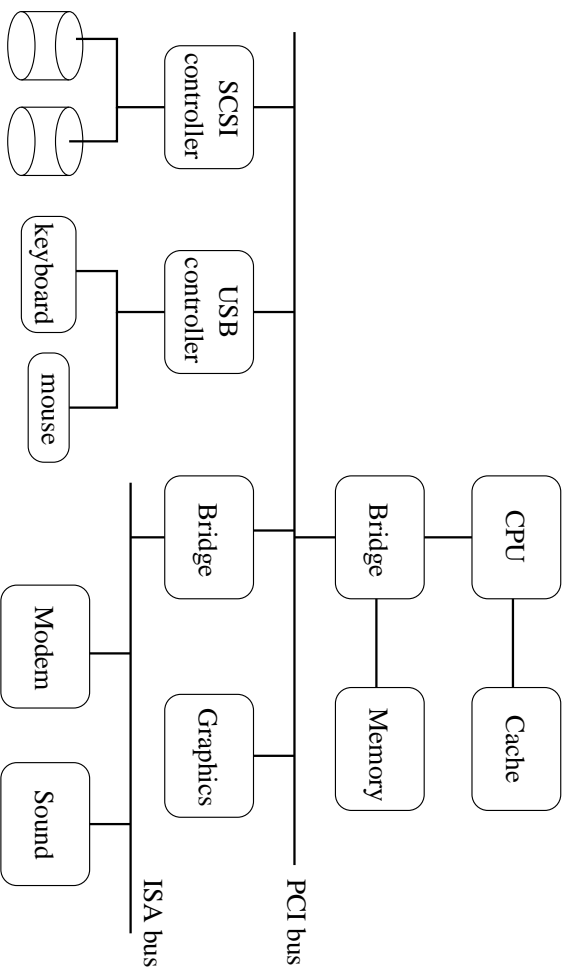 CPU
Cache
Bridge
Memory
PCI bus
SCSI
controller
USB
controller
Bridge
Graphics
ISA bus
keyboard
mouse
Modem
Sound